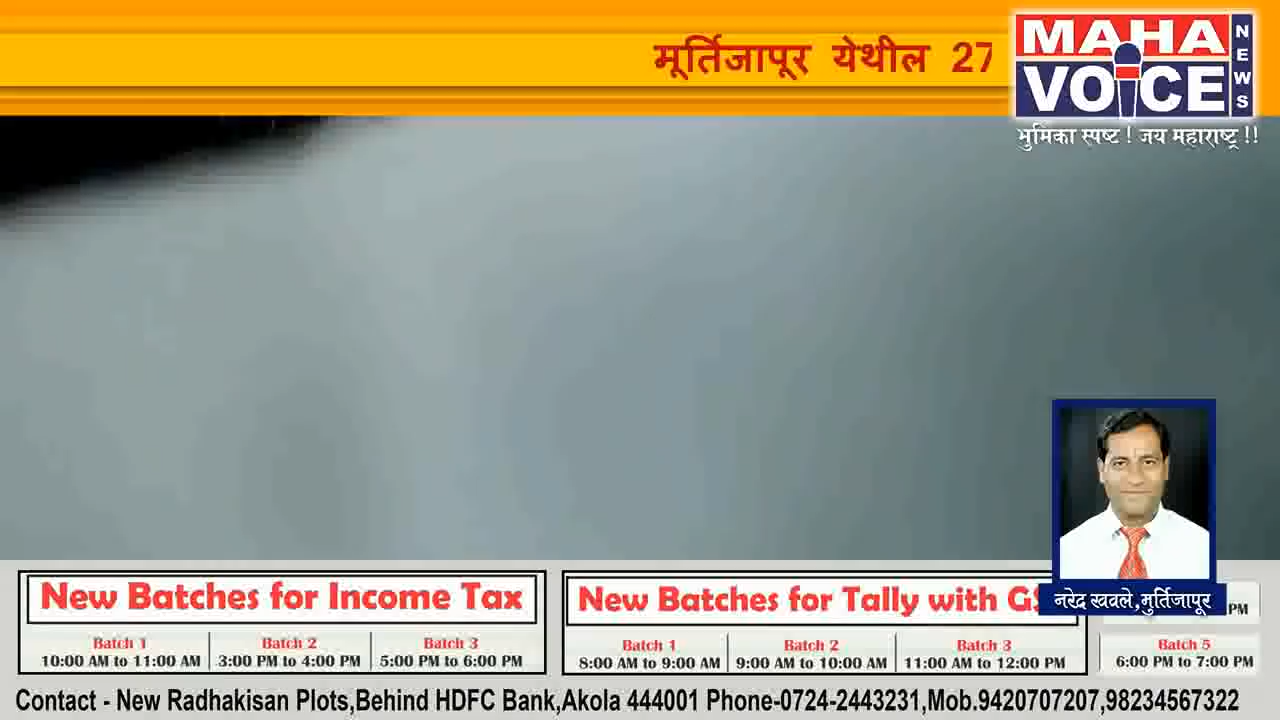 मूर्तिजापूर येथील 27
MAHA
VOICE
NEWS
भुमिका स्पष्ट ! जय महाराष्ट्र !!
नरेंद्र खवले,मुर्तिजापूर
New Batches for Income Tax
Batch 1 Batch 2 Batch 3
10:00 AM to 11:00 AM 3:00 PM to 4:00 PM 5:00 PM to 6:00 PM
New Batches for Tally with GS
PM
Batch 1 Batch 2 Batch 3 Batch 5
8:00 AM to 9:00 AM 9:00 AM to 10:00 AM 11:00 AM to 12:00 PM 6:00 PM to 7:00 PM
Contact - New Radhakisan Plots,Behind HDFC Bank,Akola 444001 Phone-0724-2443231,Mob.9420707207,98234567322